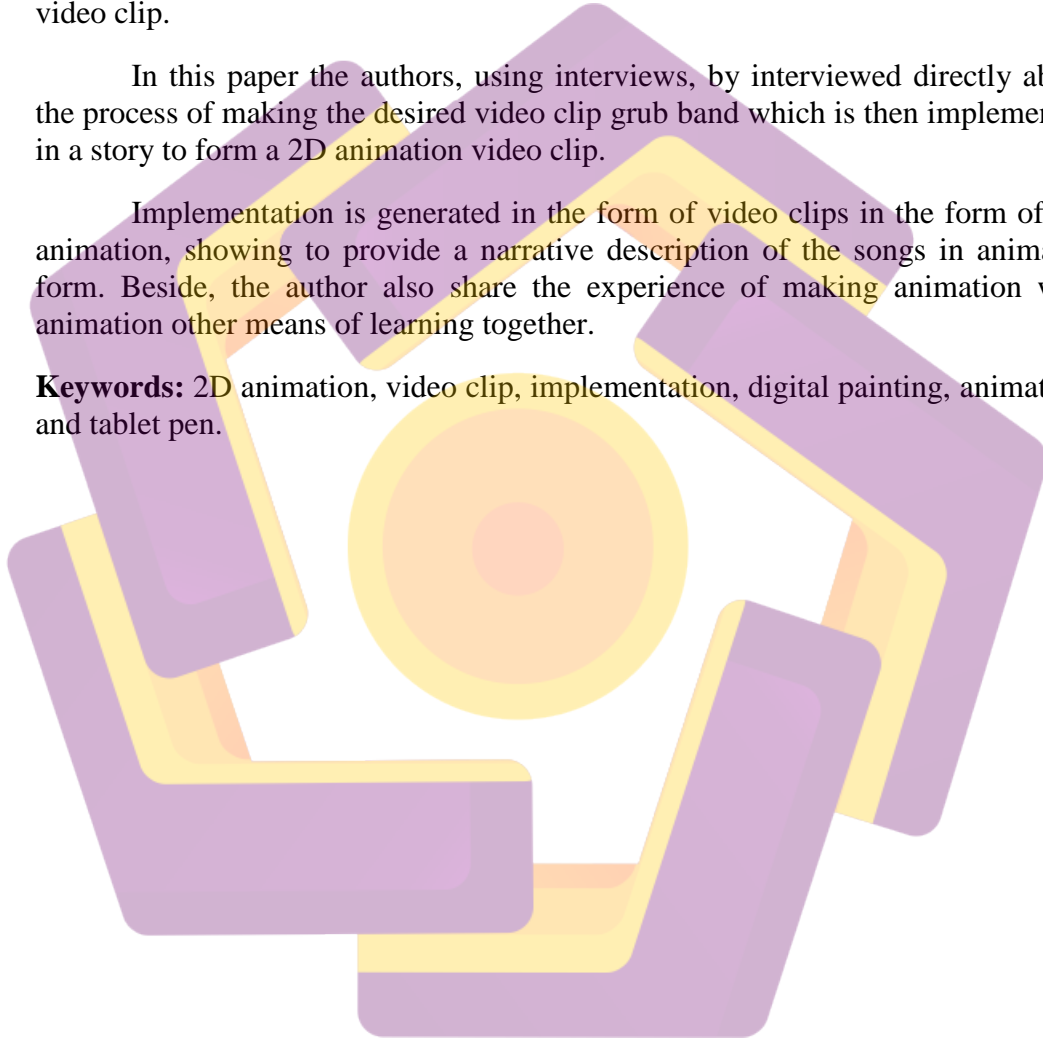 video clip.
In this paper the authors, using interviews, by interviewed directly ab
the process of making the desired video clip grub band which is then implemen
in a story to form a 2D animation video clip.
Implementation is generated in the form of video clips in the form of
animation, showing to provide a narrative description of the songs in anima
form. Beside, the author also share the experience of making animation v
animation other means of learning together.
Keywords: 2D animation, video clip, implementation, digital painting, animat
and tablet pen.